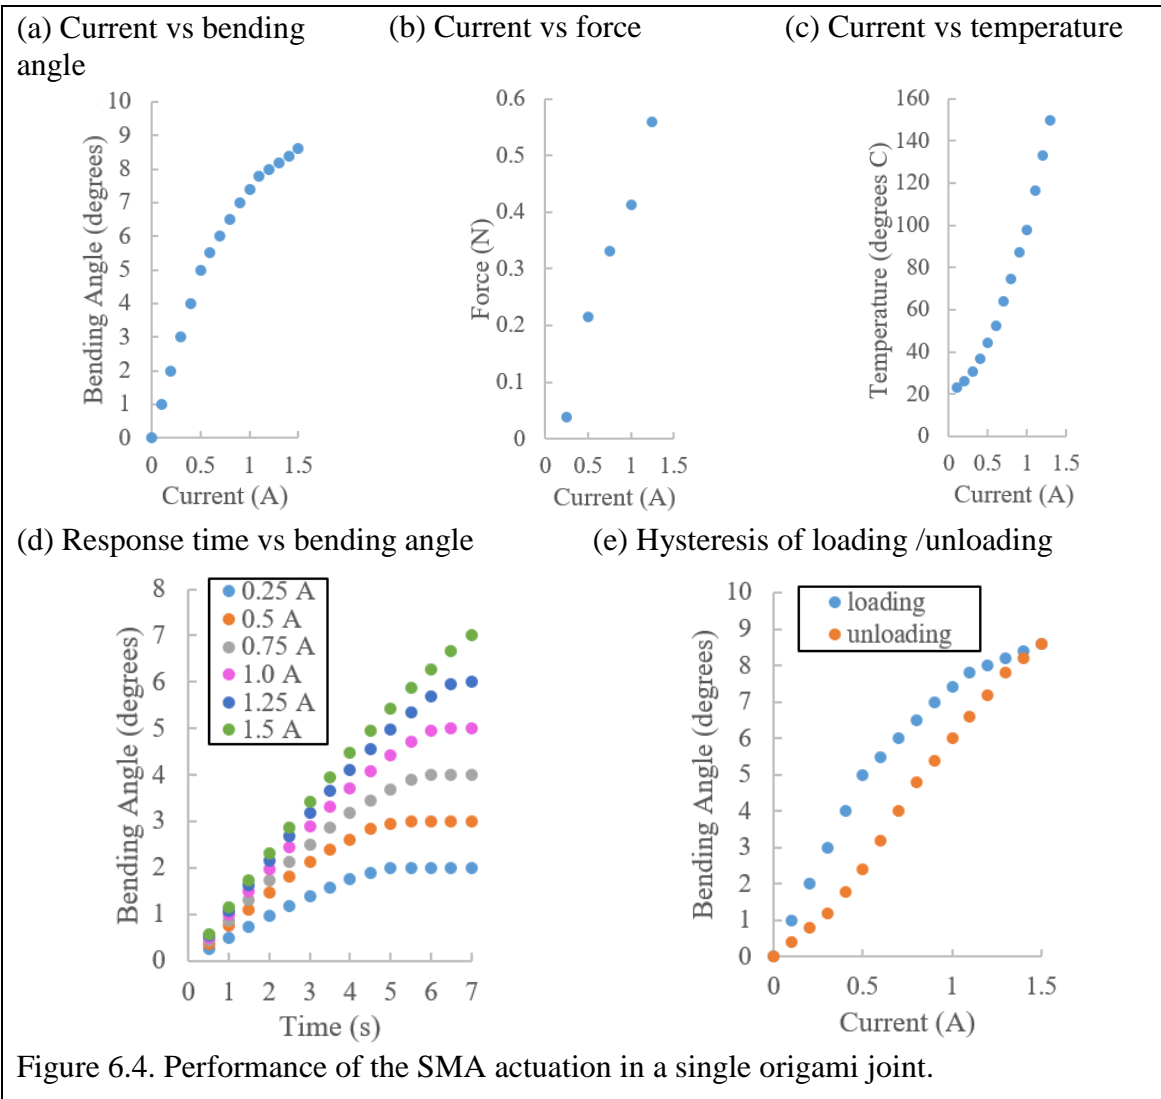 (a) Current vs bending
angle
(b) Current vs force
(c) Current vs temperature
10
9
8
7
6
5
4
3
2
1
0
Bending Angle (degrees)
0 0.5 1 1.5
Current (A)
0.6
0.5
0.4
0.3
0.2
0.1
0
Force (N)
0 0.5 1 1.5
Current (A)
160
140
120
100
80
60
40
20
0
Temperature (degrees C)
0 0.5 1 1.5
Current (A)
(d) Response time vs bending angle
(e) Hysteresis of loading /unloading
8
7
6
5
4
3
2
1
0
Bending Angle (degrees)
0.25 A
0.5 A
0.75 A
1.0 A
1.25 A
1.5 A
0 1 2 3 4 5 6 7
Time (s)
10
9
8
7
6
5
4
3
2
1
0
Bending Angle (degrees)
loading
unloading
0 0.5 1 1.5
Current (A)
Figure 6.4. Performance of the SMA actuation in a single origami joint.